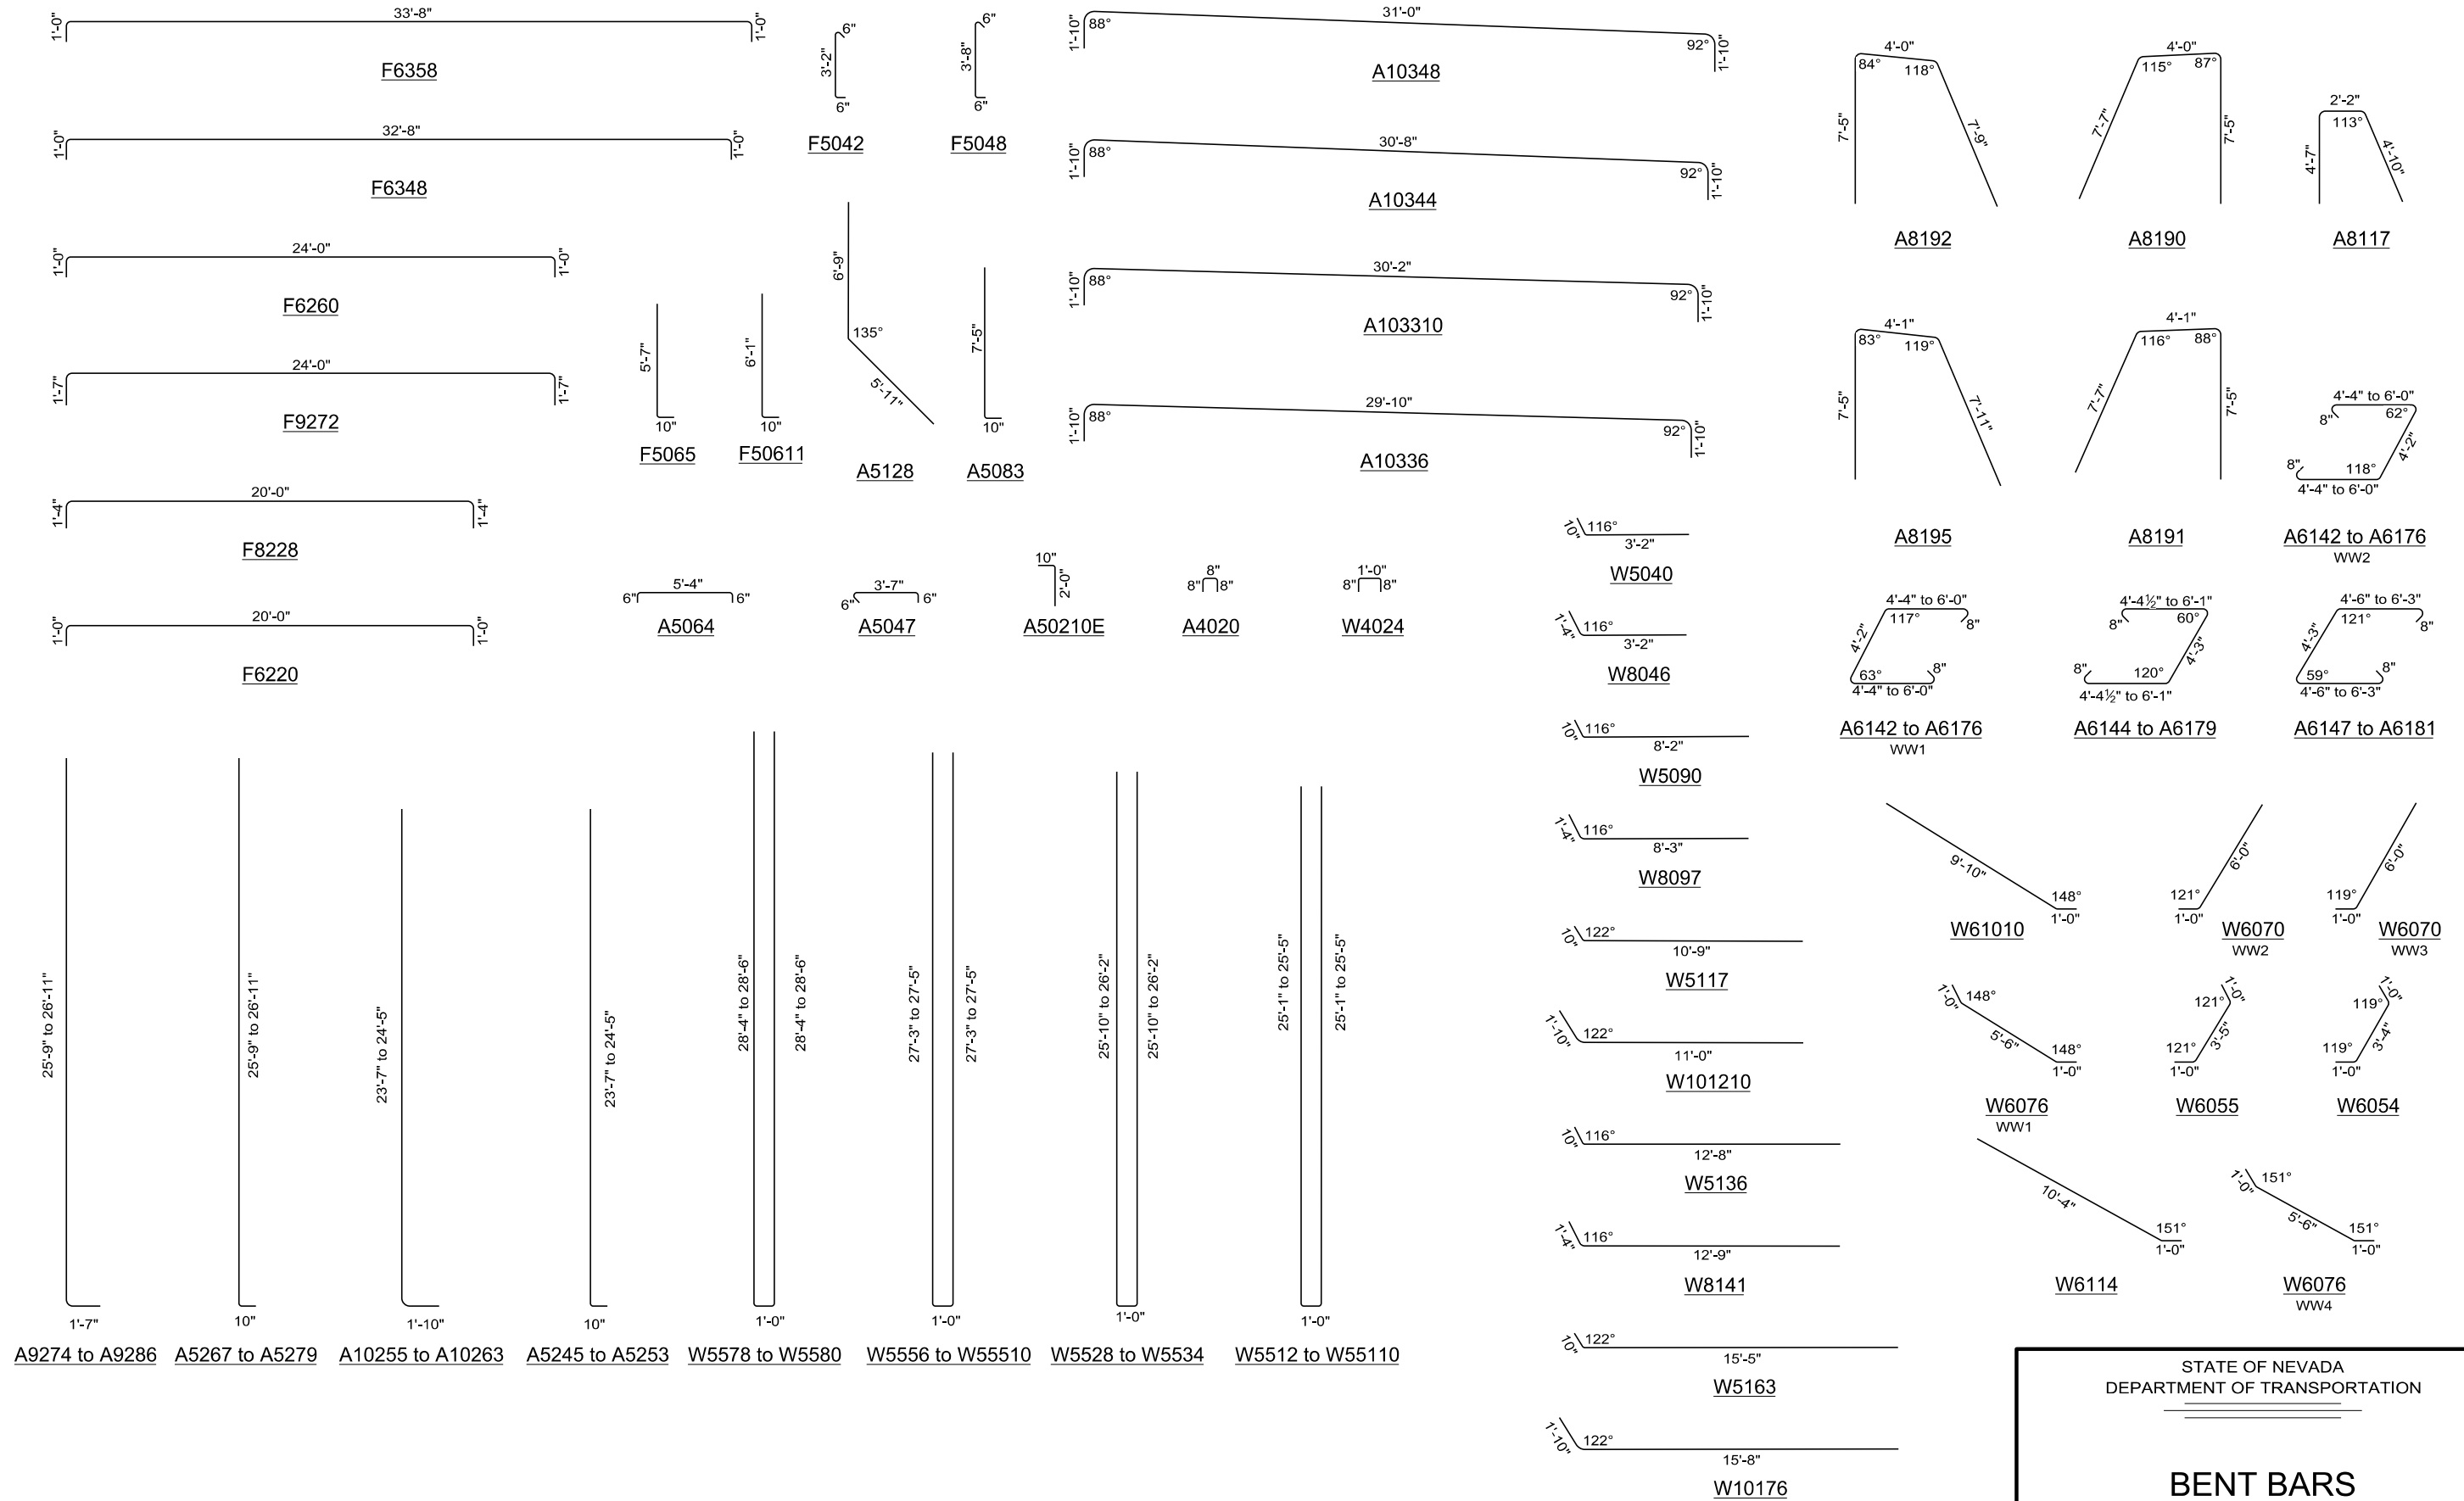 33'-8"
1'-0"
1'-0"
F6358
32'-8"
1'-0"
1'-0"
F6348
24'-0"
1'-0"
1'-0"
F6260
24'-0"
1'-7"
1'-7"
F9272
20'-0"
1'-4"
1'-4"
F8228
20'-0"
1'-0"
1'-0"
F6220
6"
3'-2"
6"
F5042
6"
3'-8"
6"
F5048
5'-7"
10"
F5065
6'-1"
10"
F50611
6'-9"
135°
5'-11"
A5128
7'-5"
10"
A5083
5'-4"
6"
6"
A5064
3'-7"
6"
6"
A5047
10"
2'-0"
A50210E
8"
8"
8"
A4020
1'-0"
8"
8"
W4024
31'-0"
1'-10"
88°
92°
1'-10"
A10348
30'-8"
1'-10"
88°
92°
1'-10"
A10344
30'-2"
1'-10"
88°
92°
1'-10"
A103310
29'-10"
1'-10"
88°
92°
1'-10"
A10336
4'-0"
84°
118°
7'-5"
7'-9"
A8192
4'-0"
115°
87°
7'-7"
7'-5"
A8190
2'-2"
113°
4'-7"
4'-10"
A8117
4'-1"
83°
119°
7'-5"
7'-11"
A8195
4'-1"
116°
88°
7'-7"
7'-5"
A8191
4'-4" to 6'-0"
8"
62°
4'-2"
8"
118°
4'-4" to 6'-0"
A6142 to A6176
WW2
4'-4" to 6'-0"
117°
8"
4'-2"
63°
8"
4'-4" to 6'-0"
A6142 to A6176
WW1
4'-4½" to 6'-1"
8"
60°
4'-3"
8"
120°
4'-4½" to 6'-1"
A6144 to A6179
4'-6" to 6'-3"
121°
8"
4'-3"
59°
8"
4'-6" to 6'-3"
A6147 to A6181
10"
116°
3'-2"
W5040
1'-4"
116°
3'-2"
W8046
10"
116°
8'-2"
W5090
1'-4"
116°
8'-3"
W8097
10"
122°
10'-9"
W5117
1'-10"
122°
11'-0"
W101210
10"
116°
12'-8"
W5136
1'-4"
116°
12'-9"
W8141
10"
122°
15'-5"
W5163
1'-10"
122°
15'-8"
W10176
9'-10"
148°
1'-0"
W61010
6'-0"
121°
1'-0"
W6070
WW2
6'-0"
119°
1'-0"
W6070
WW3
1'-0"
148°
5'-6"
148°
1'-0"
W6076
WW1
1'-0"
121°
3'-5"
121°
1'-0"
W6055
1'-0"
119°
3'-4"
119°
1'-0"
W6054
10'-4"
151°
1'-0"
W6114
1'-0"
151°
5'-6"
151°
1'-0"
W6076
WW4
25'-9" to 26'-11"
1'-7"
A9274 to A9286
25'-9" to 26'-11"
10"
A5267 to A5279
23'-7" to 24'-5"
1'-10"
A10255 to A10263
23'-7" to 24'-5"
10"
A5245 to A5253
28'-4" to 28'-6"
28'-4" to 28'-6"
1'-0"
W5578 to W5580
27'-3" to 27'-5"
27'-3" to 27'-5"
1'-0"
W5556 to W55510
25'-10" to 26'-2"
25'-10" to 26'-2"
1'-0"
W5528 to W5534
25'-1" to 25'-5"
25'-1" to 25'-5"
1'-0"
W5512 to W55110
STATE OF NEVADA
DEPARTMENT OF TRANSPORTATION
BENT BARS